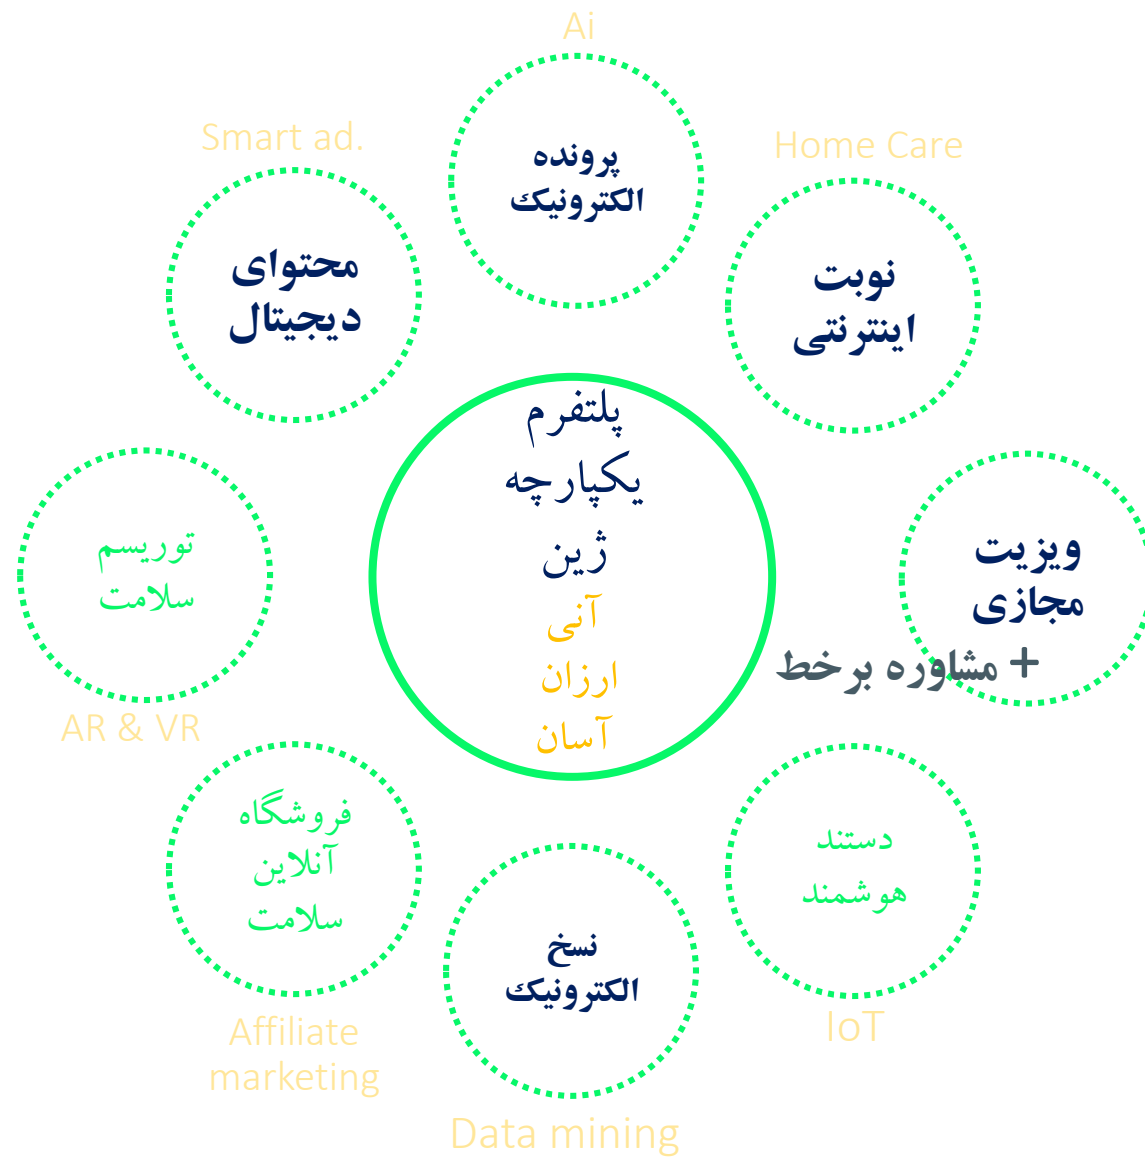 Ai
پرونده
الکترونیک
Home Care
نوبت
اینترنتی
ویزیت
مجازی
+ مشاوره برخط
دستند
هوشمند
IoT
نسخ
الکترونیک
Data mining
فروشگاه
آنلاین
سلامت
Affiliate
marketing
توریسم
سلامت
AR & VR
Smart ad.
محتوای
دیجیتال
پلتفرم
یکپارچه
ژین
آنی
ارزان
آسان